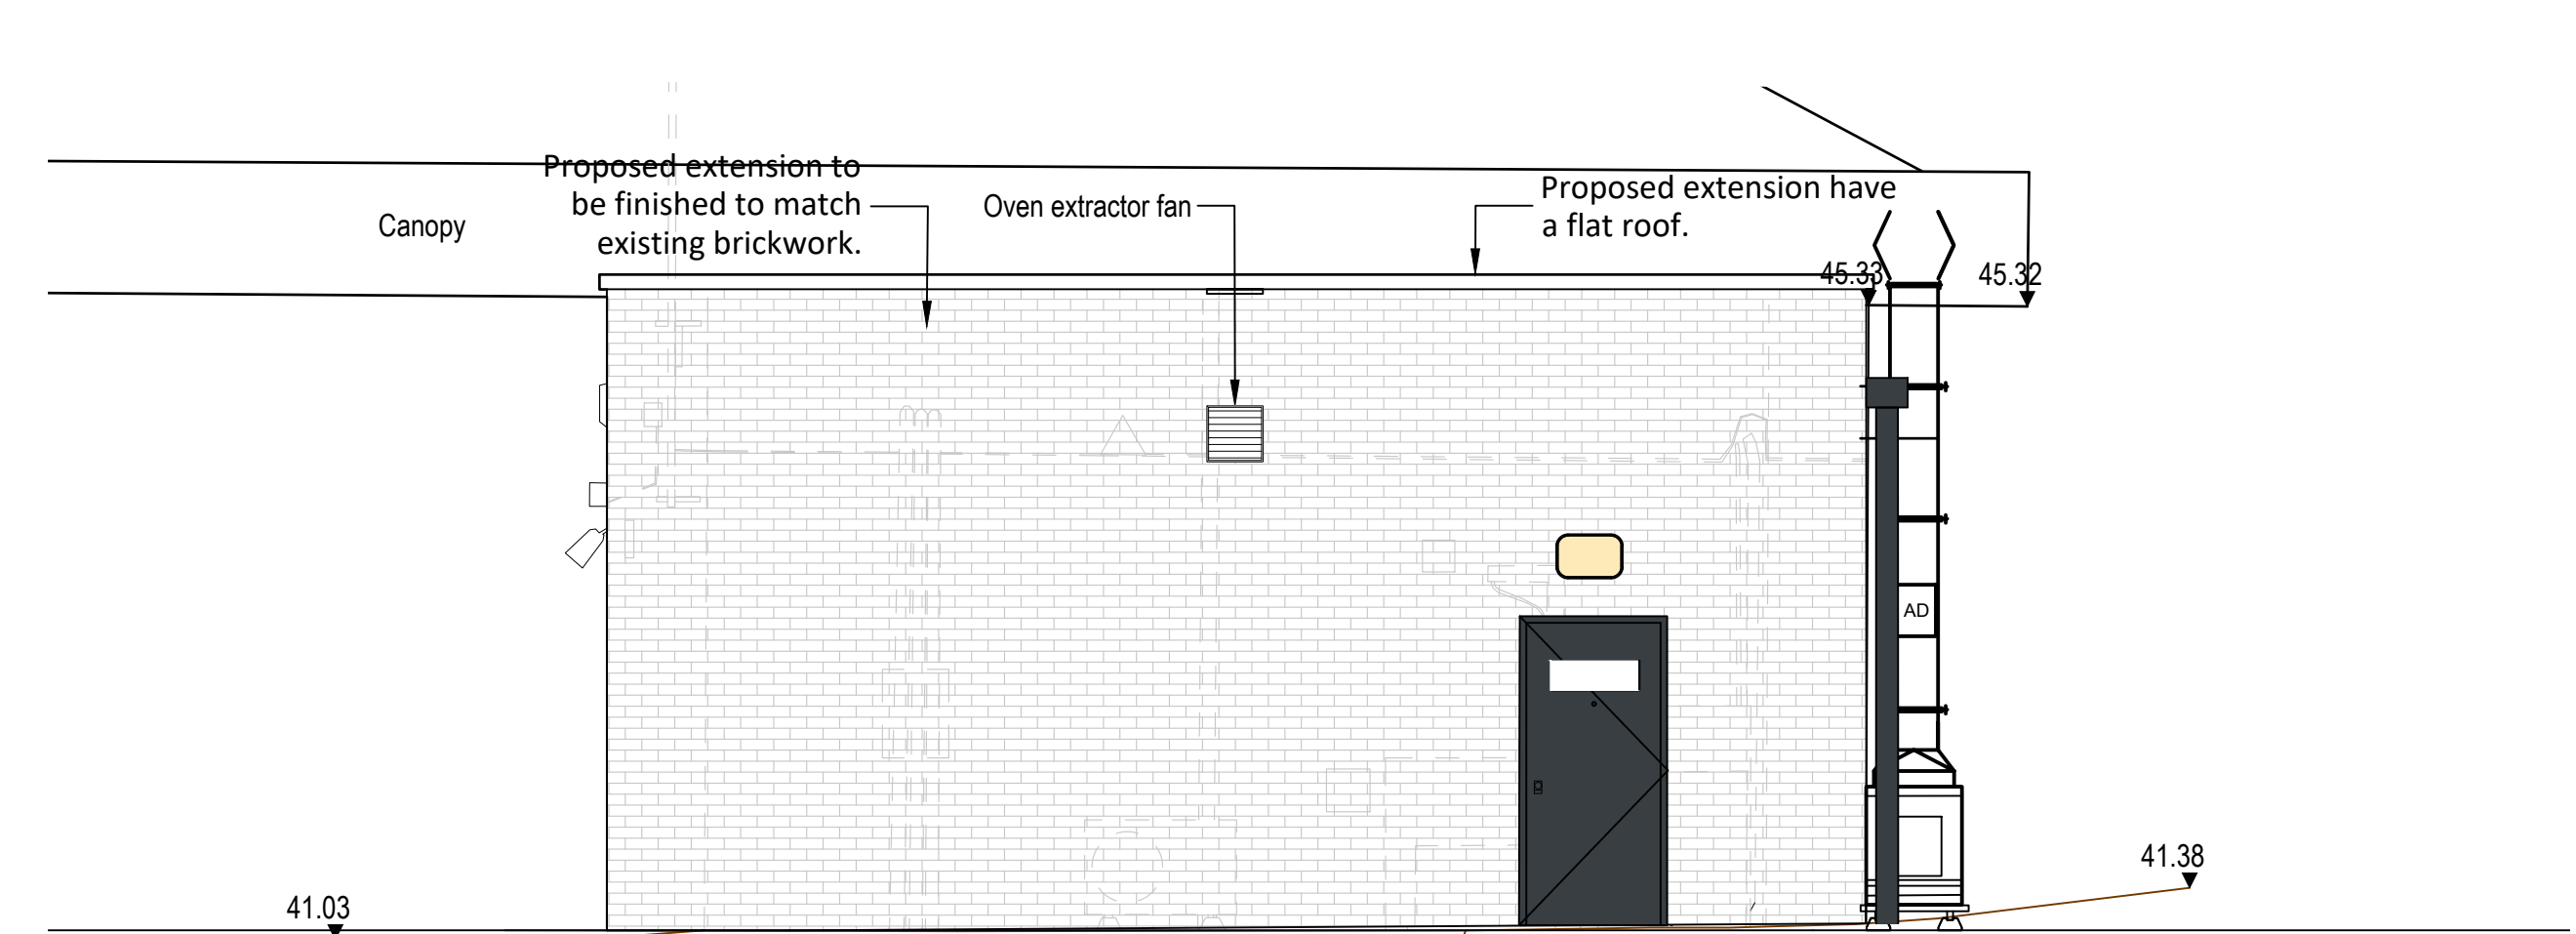 Proposed extension to
be finished to match
existing brickwork.
Canopy
Oven extractor fan
Proposed extension have
a flat roof.
45.33
45.32
AD
41.38
41.03